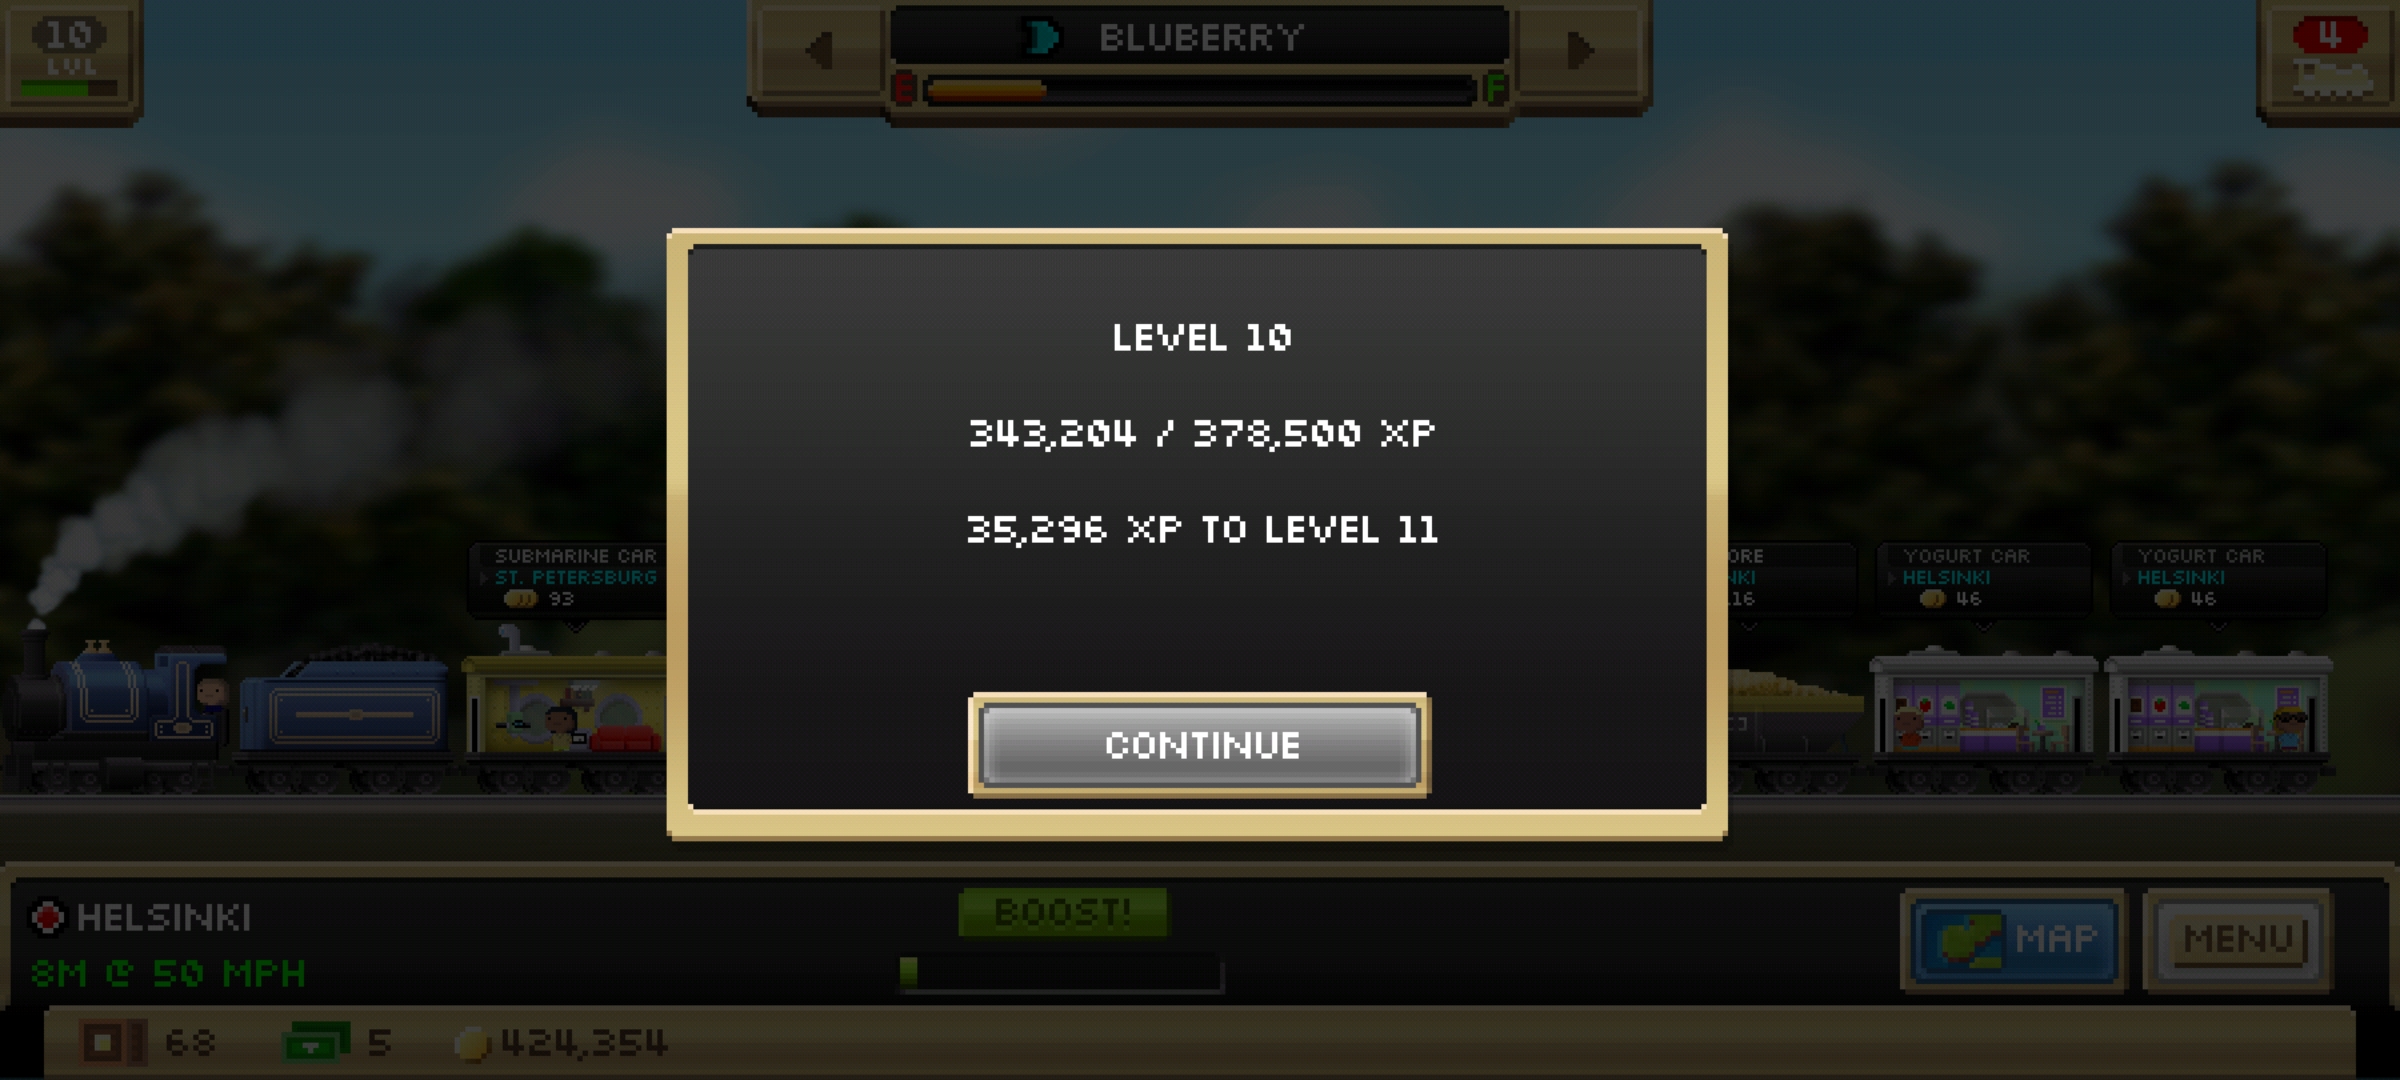 10
LVL
BLUBERRY
E
F
4
LEVEL 10
343,204 / 378,500 XP
35,296 XP TO LEVEL 11
CONTINUE
SUBMARINE CAR
ST. PETERSBURG
93
ORE
NKI
16
YOGURT CAR
HELSINKI
46
YOGURT CAR
HELSINKI
46
HELSINKI
8M @ 50 MPH
BOOST!
MAP
MENU
68
5
424,354